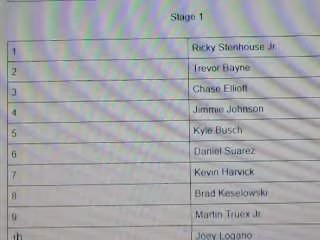 Stage 1
1 Ricky Stenhouse Jr
2 Trevor Bayne
3 Chase Elliott
4 Jimmie Johnson
5 Kyle Busch
6 Daniel Suarez
7 Kevin Harvick
8 Brad Keselowski
9 Martin Truex Jr
Joey Logano